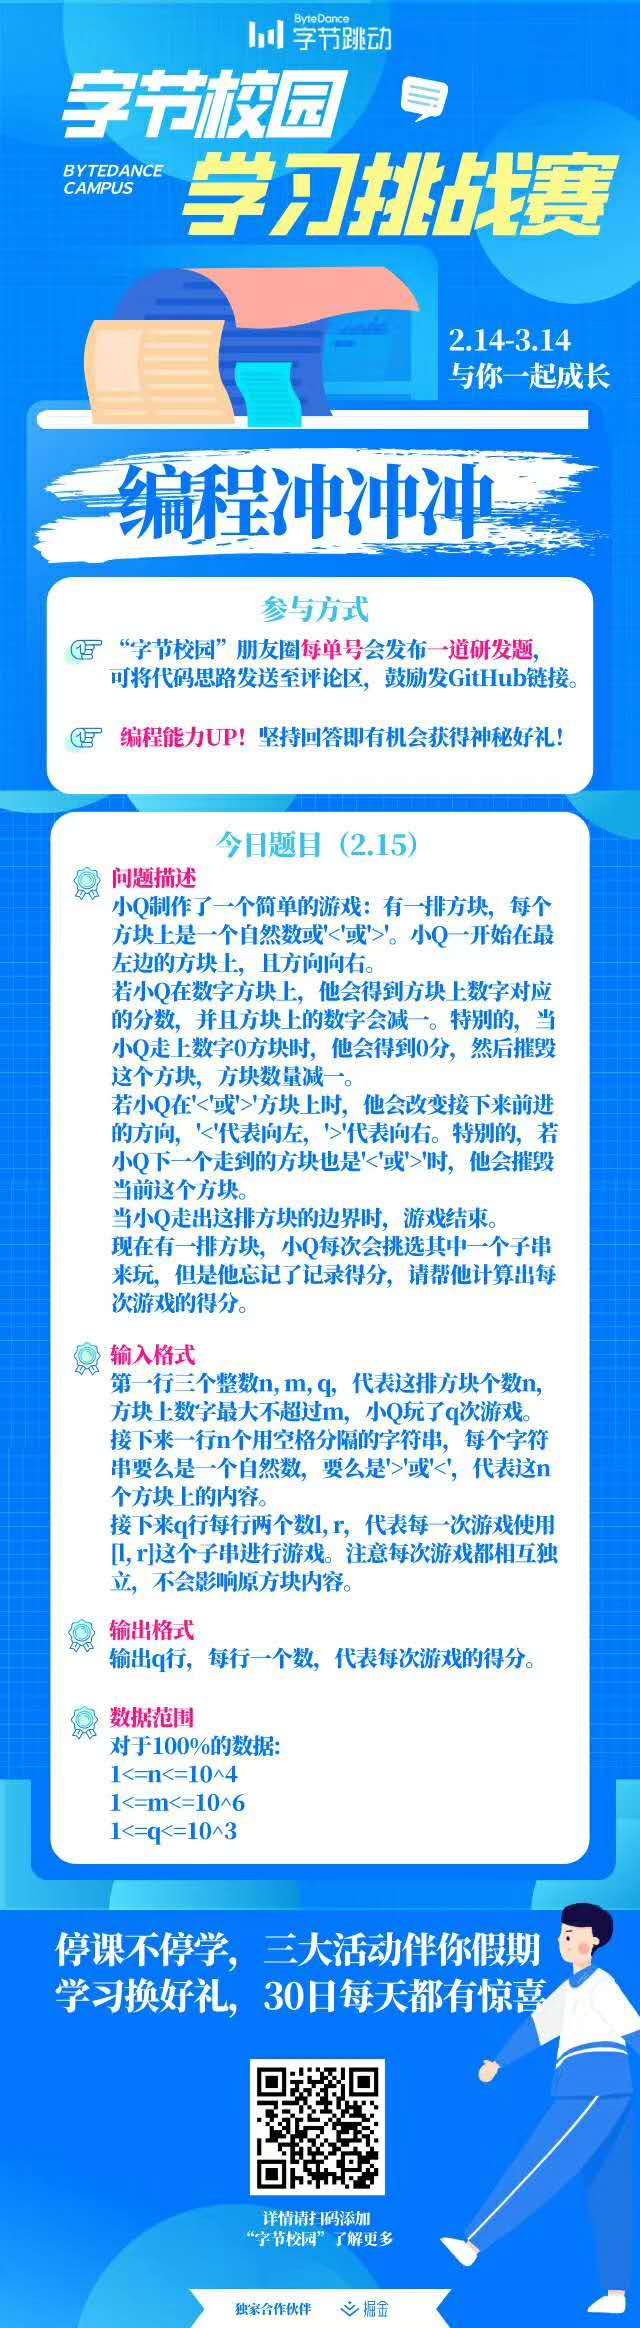 ByteDance
字节跳动
字节校园
BYTEDANCE
CAMPUS
学习挑战赛
2.14-3.14
与你一起成长
编程冲冲冲
参与方式
“字节校园”朋友圈每单号会发布一道研发题，
可将代码思路发送至评论区，鼓励发GitHub链接。
编程能力UP！坚持回答即有机会获得神秘好礼！
今日题目（2.15）
问题描述
小Q制作了一个简单的游戏：有一排方块，每个
方块上是一个自然数或'<'或'>'。小Q一开始在最
左边的方块上，且方向向右。
若小Q在数字方块上，他会得到方块上数字对应
的分数，并且方块上的数字会减一。特别的，当
小Q走上数字0方块时，他会得到0分，然后摧毁
这个方块，方块数量减一。
若小Q在'<'或'>'方块上时，他会改变接下来前进
的方向，'<'代表向左，'>'代表向右。特别的，若
小Q下一个走到的方块也是'<'或'>'时，他会摧毁
当前这个方块。
当小Q走出这排方块的边界时，游戏结束。
现在有一排方块，小Q每次会挑选其中一个子串
来玩，但是他忘记了记录得分，请帮他计算出每
次游戏的得分。
输入格式
第一行三个整数n, m, q，代表这排方块个数n，
方块上数字最大不超过m，小Q玩了q次游戏。
接下来一行n个用空格分隔的字符串，每个字符
串要么是一个自然数，要么是'>'或'<'，代表这n
个方块上的内容。
接下来q行每行两个数l, r，代表每一次游戏使用
[l, r]这个子串进行游戏。注意每次游戏都相互独
立，不会影响原方块内容。
输出格式
输出q行，每行一个数，代表每次游戏的得分。
数据范围
对于100%的数据:
1<=n<=10^4
1<=m<=10^6
1<=q<=10^3
停课不停学，三大活动伴你假期
学习换好礼，30日每天都有惊喜
详情请扫码添加
“字节校园”了解更多
独家合作伙伴 掘金